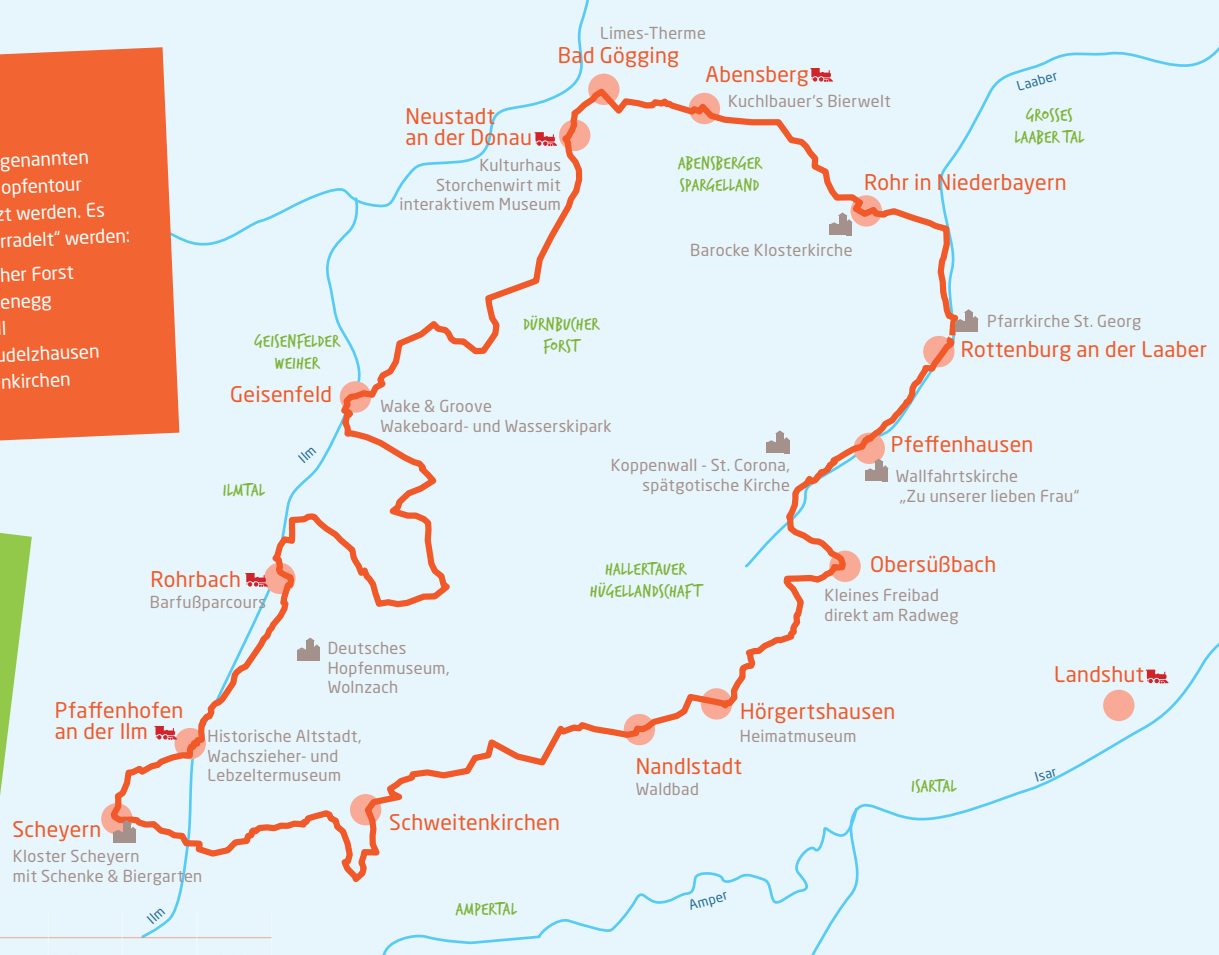 genannten
opfentour
zt werden. Es
rradelt“ werden:
her Forst
enegg
l
udelzhausen
nkirchen
Limes-Therme
Bad Gögging
Abensberg
Kuchlbauer's Bierwelt
Neustadt
an der Donau
Kulturhaus
Storchenwirt mit
interaktivem Museum
Laaber
GROSSES
LAABER TAL
ABENSBERGER
SPARGELLAND
Rohr in Niederbayern
Barocke Klosterkirche
Pfarrkirche St. Georg
Rottenburg an der Laaber
DÜRNBUCHER
FORST
GEISENFELDER
WEIHER
Geisenfeld
Wake & Groove
Wakeboard- und Wasserskipark
Ilm
ILMTAL
Pfeffenhausen
Wallfahrtskirche
„Zu unserer lieben Frau“
Koppenwall - St. Corona,
spätgotische Kirche
HALLERTAUER
HÜGELLANDSCHAFT
Obersüßbach
Kleines Freibad
direkt am Radweg
Rohrbach
Barfußparcours
Deutsches
Hopfenmuseum,
Wolnzach
Landshut
Pfaffenhofen
an der Ilm
Historische Altstadt,
Wachszieher- und
Lebzeltermuseum
Hörgertshausen
Heimatmuseum
Nandlstadt
Waldbad
ISARTAL
Isar
Scheyern
Kloster Scheyern
mit Schenke & Biergarten
Schweitenkirchen
Ilm
AMPERTAL
Amper